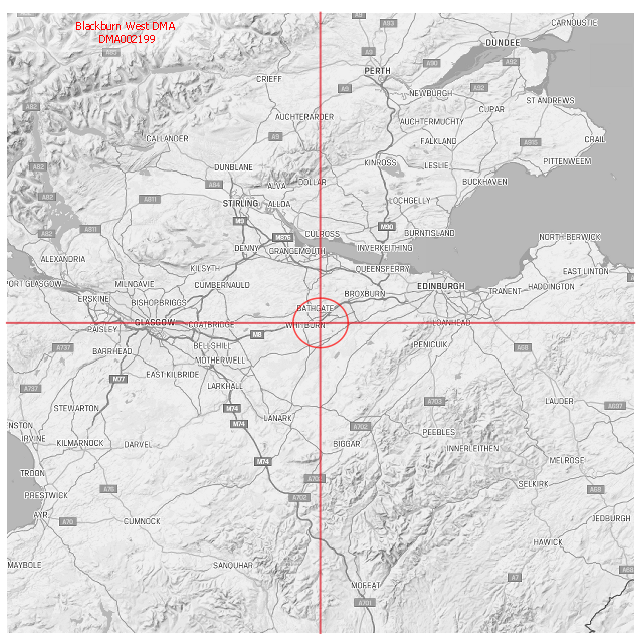 Blackburn West DMA
DMA002199
A9
A93
CARNOUSTIE
DUNDEE
A9
A90
A92
CRIEFF
PERTH
A9
A92
NEWBURGH
ST ANDREWS
A82
AUCHTERARDER
AUCHTERMUCHTY
CUPAR
CALLANDER
A9
FALKLAND
A915
CRAIL
A82
DUNBLANE
KINROSS
LESLIE
PITTENWEEM
A84
ALVA
DOLLAR
BUCKHAVEN
A82
A811
STIRLING
ALLOA
LOCHGELLY
M9
M90
A82
A811
M876
CULROSS
BURNTISLAND
DENNY
GRANGEMOUTH
INVERKEITHING
NORTH BERWICK
ALEXANDRIA
KILSYTH
QUEENSFERRY
EAST LINTON
PORT GLASGOW
MILNGAVIE
CUMBERNAULD
EDINBURGH
HADDINGTON
ERSKINE
BISHOPBRIGGS
BROXBURN
TRANENT
BATHGATE
PAISLEY
GLASGOW
COATBRIDGE
WHITBURN
LOANHEAD
M8
BARRHEAD
BELLSHILL
PENICUIK
A68
A737
MOTHERWELL
M77
EAST KILBRIDE
LARKHALL
A737
STEWARTON
M74
A703
LAUDER
A697
LANARK
NSTON
M74
A702
IRVINE
KILMARNOCK
DARVEL
BIGGAR
PEEBLES
INNERLEITHEN
TROON
M74
MELROSE
A702
SELKIRK
PRESTWICK
A76
A702
A68
AYR
A70
CUMNOCK
JEDBURGH
HAWICK
MAYBOLE
SANQUHAR
A7
A68
MOFFAT
A701